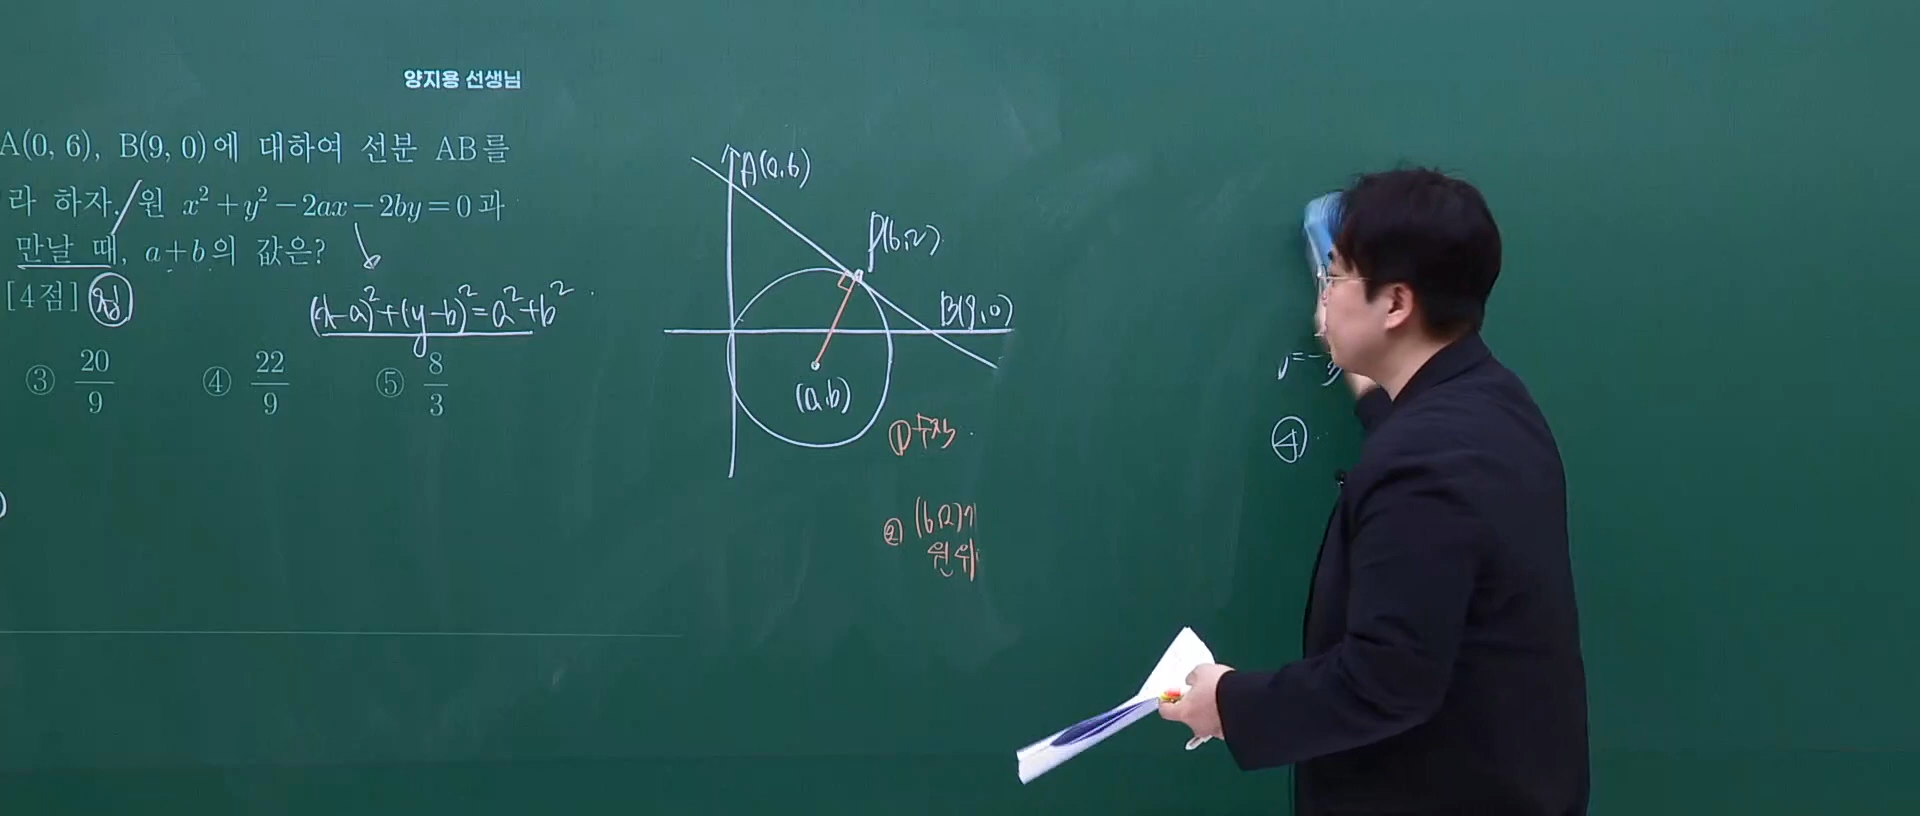 양지용 선생님
A(0, 6), B(9, 0)에 대하여 선분 AB를
라 하자. 원 x²+y²−2ax−2by=0과
만날 때, a+b의 값은?
[4점]
(x-a)²+(y-b)²=a²+b²
③ 20/9 ④ 22/9 ⑤ 8/3
A(0,6)
P(6,2)
B(9,0)
(a,b)
① 수직
② (6,2)가
원 위
y=-
④